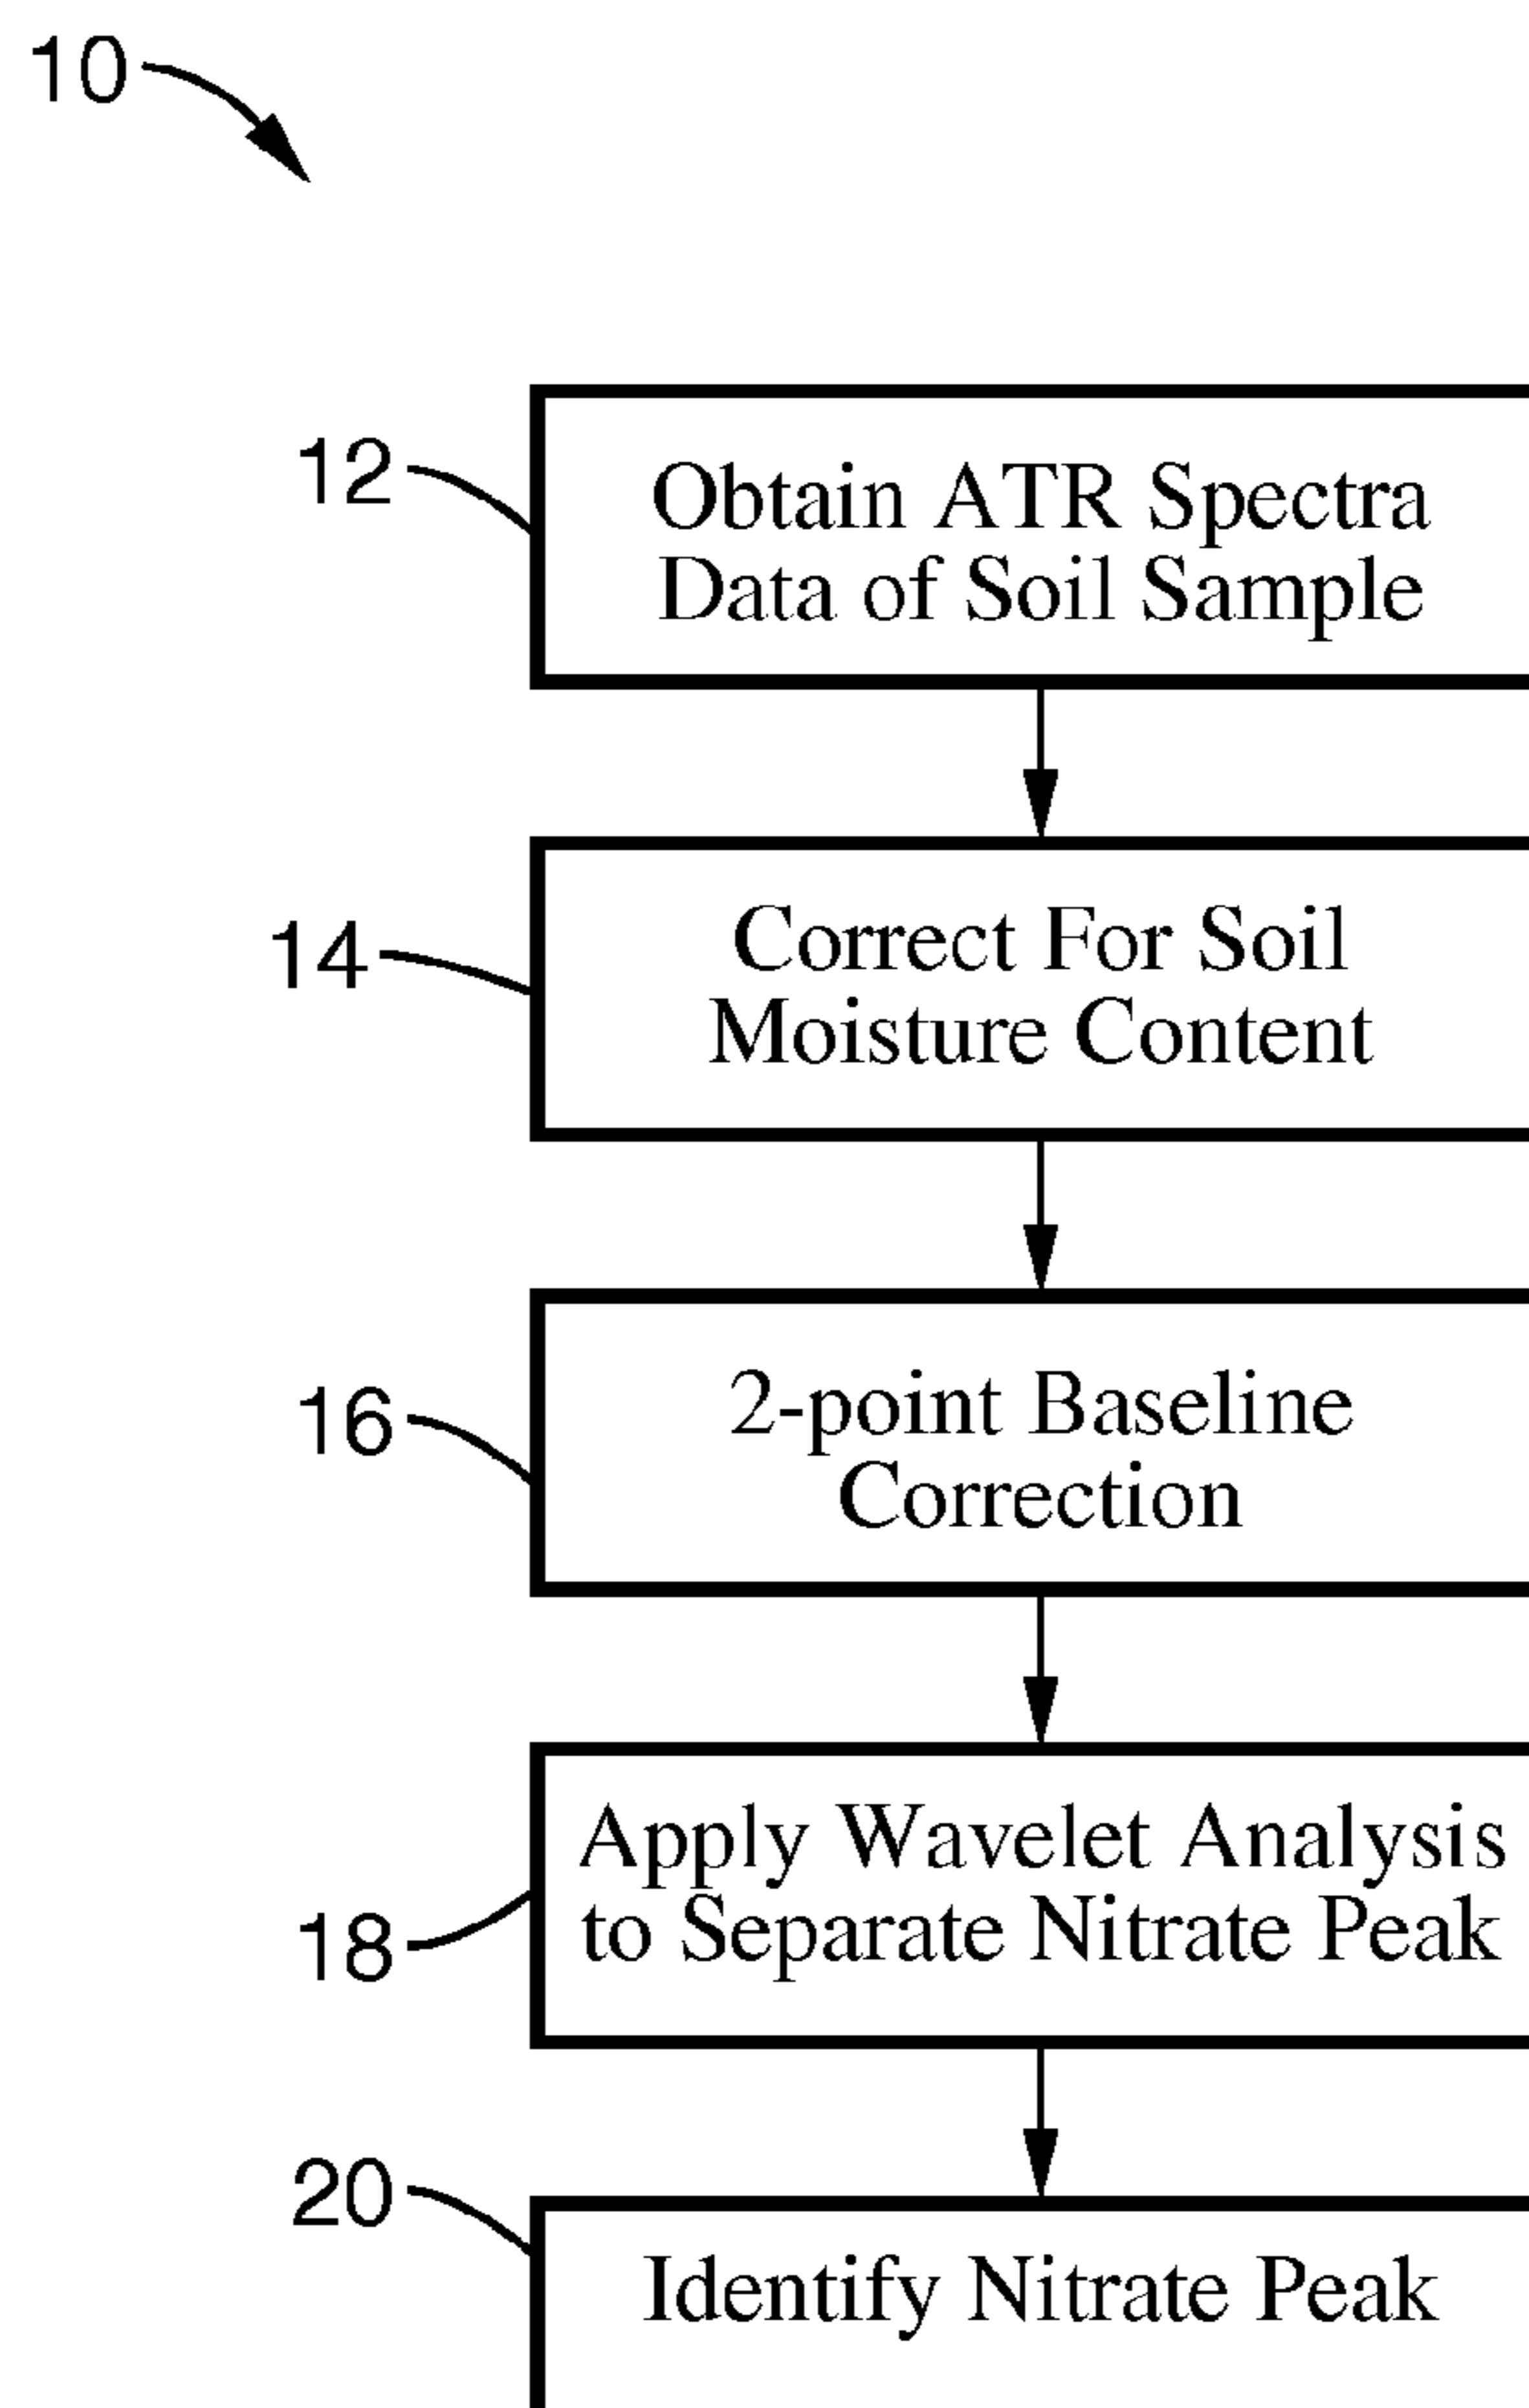 10
12
Obtain ATR Spectra
Data of Soil Sample
14
Correct For Soil
Moisture Content
16
2-point Baseline
Correction
18
Apply Wavelet Analysis
to Separate Nitrate Peak
20
Identify Nitrate Peak